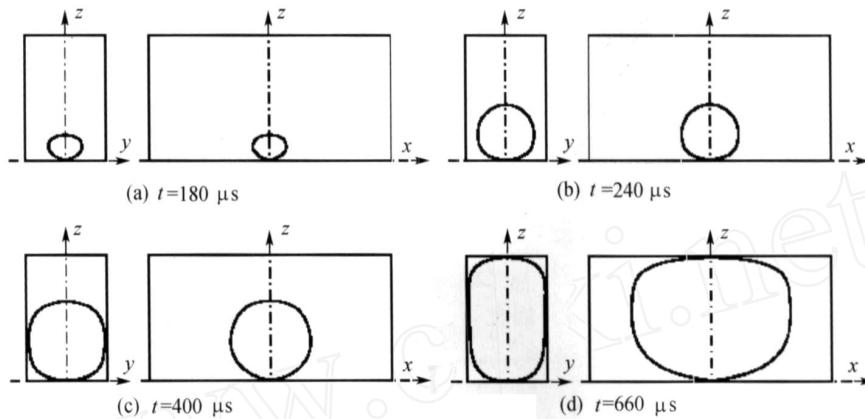 z z
y x
(a) t=180 μs
z z
y x
(b) t=240 μs
z z
y x
(c) t=400 μs
z z
y x
(d) t=660 μs